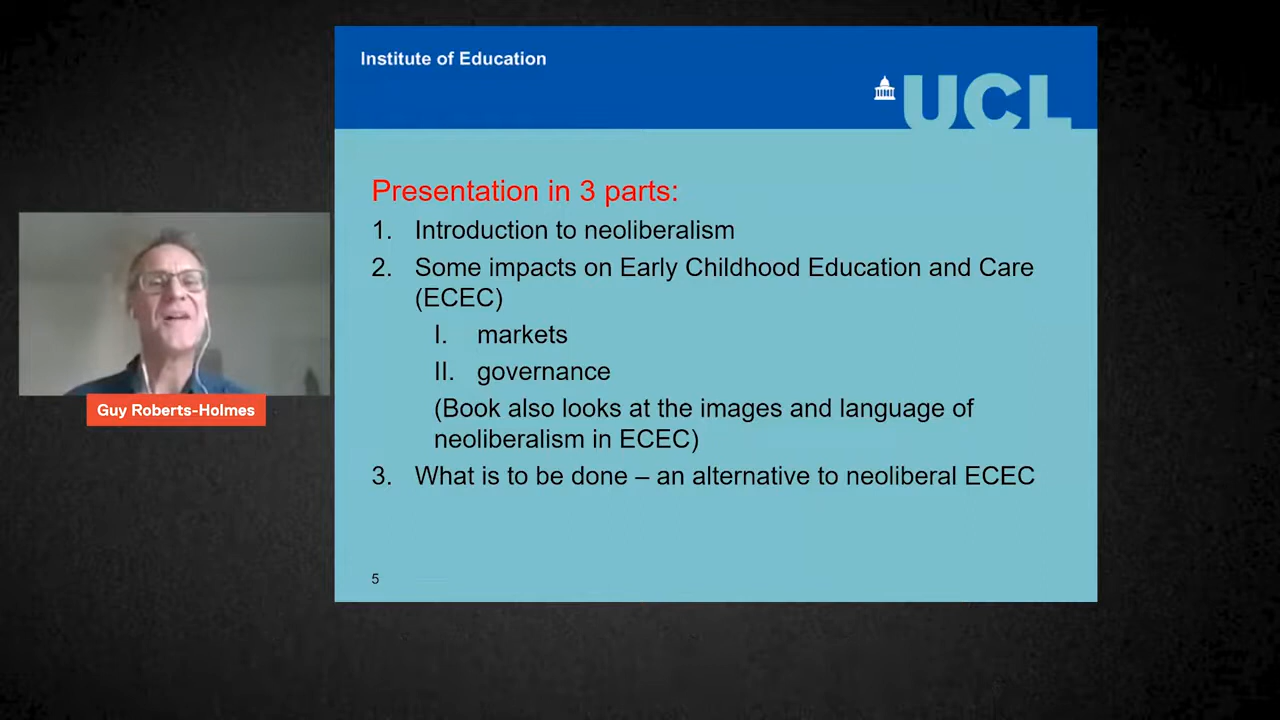 Institute of Education
UCL
Presentation in 3 parts:
1. Introduction to neoliberalism
2. Some impacts on Early Childhood Education and Care
(ECEC)
I. markets
II. governance
(Book also looks at the images and language of
neoliberalism in ECEC)
3. What is to be done – an alternative to neoliberal ECEC
5
Guy Roberts-Holmes